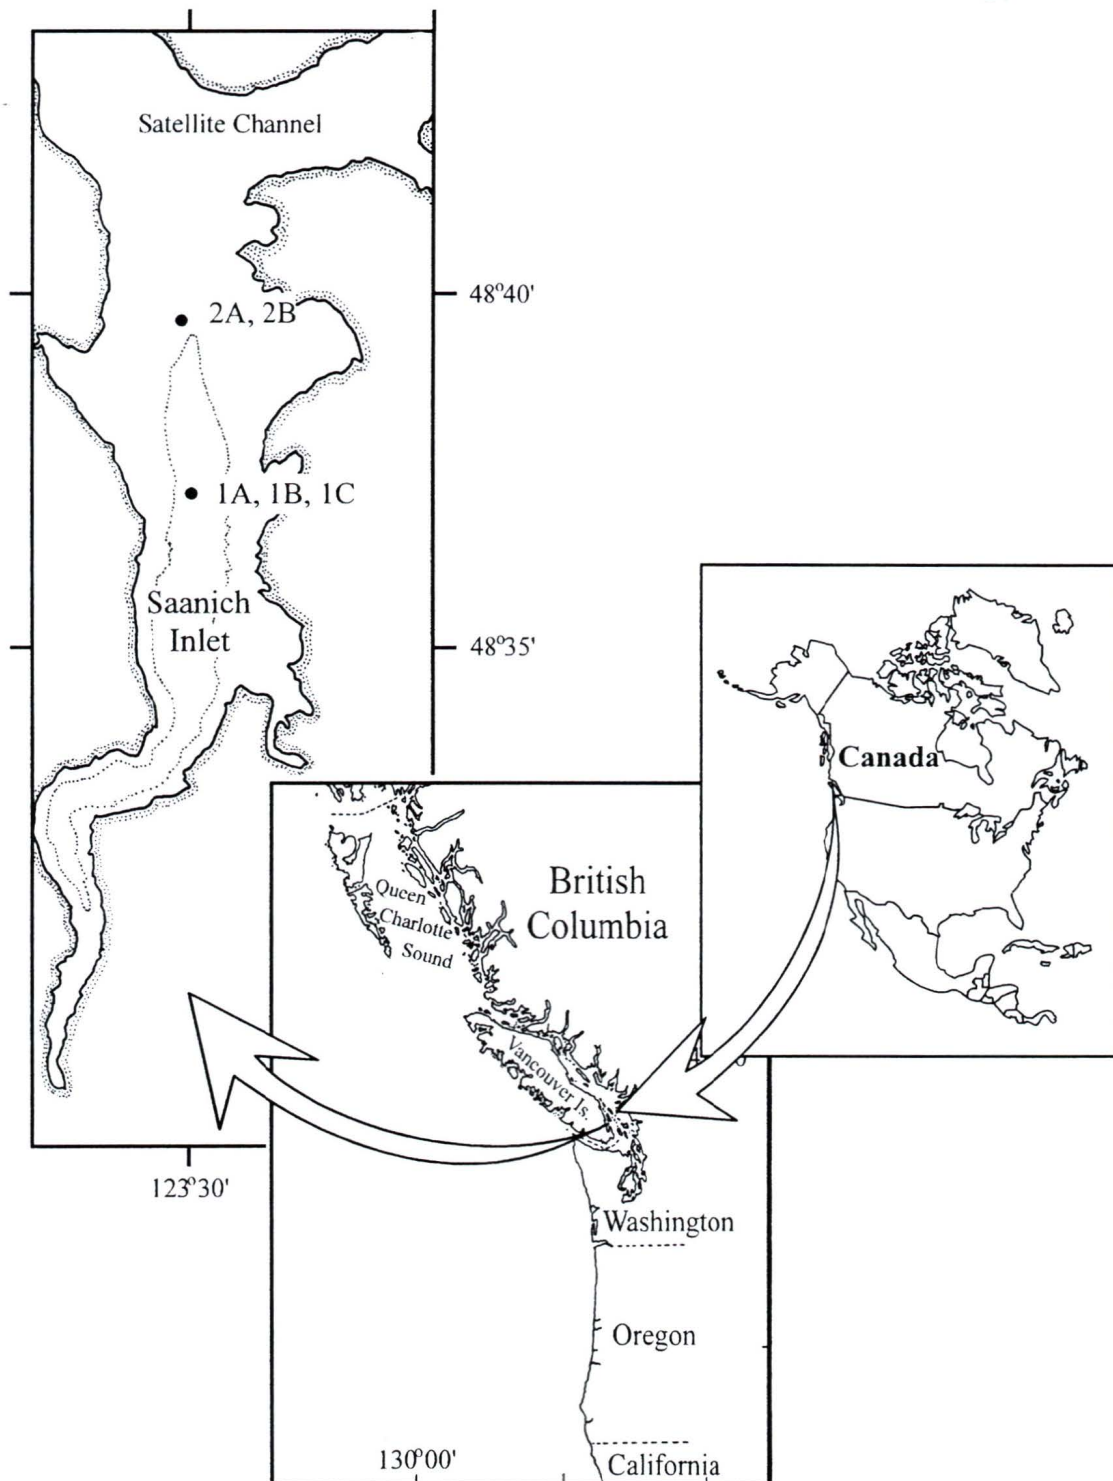 Satellite Channel
48°40'
2A, 2B
1A, 1B, 1C
Saanich
Inlet
48°35'
123°30'
Canada
British
Columbia
Queen
Charlotte
Sound
Vancouver Is.
Washington
Oregon
California
130°00'